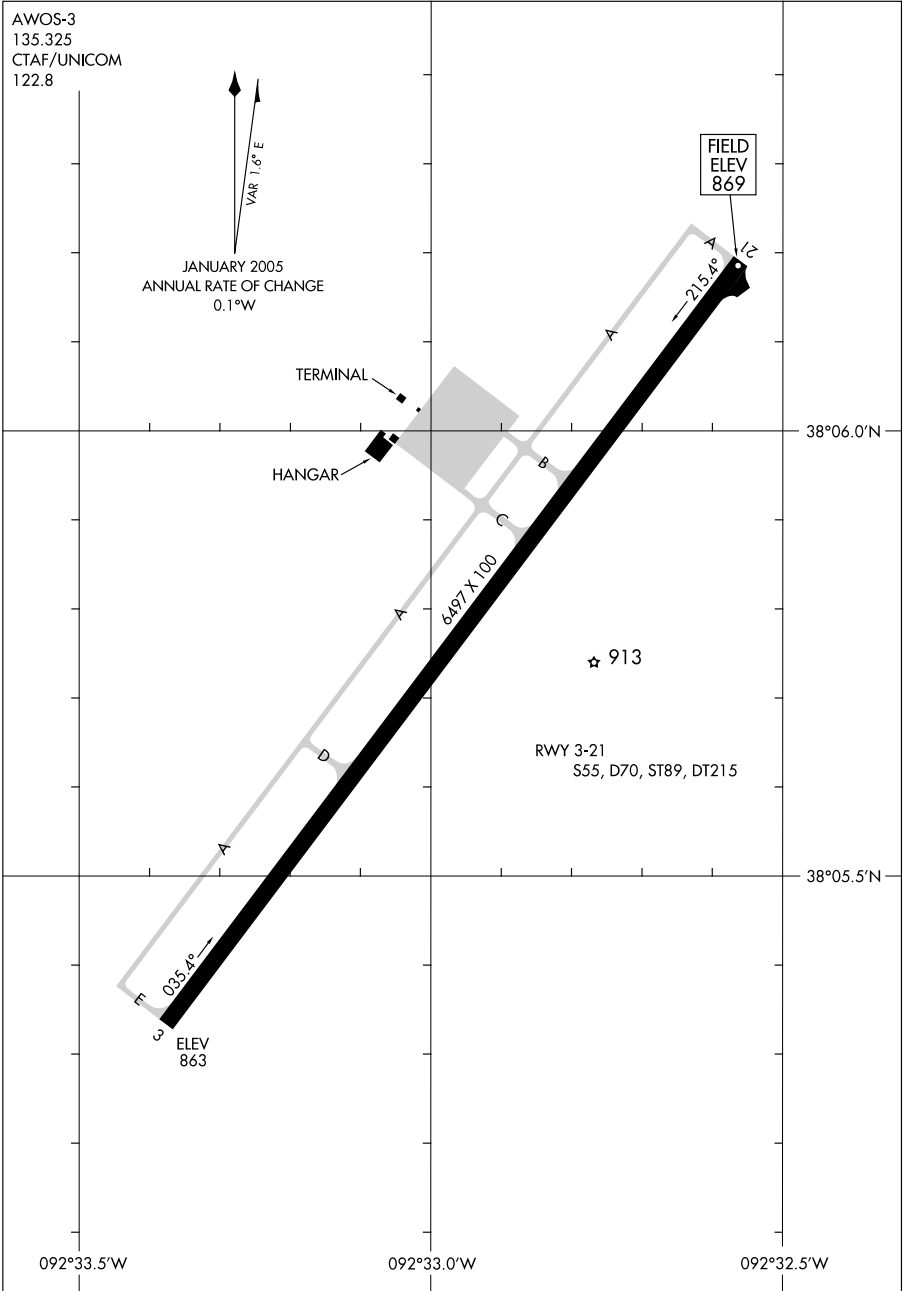 AWOS-3
135.325
CTAF/UNICOM
122.8
VAR 1.6° E
JANUARY 2005
ANNUAL RATE OF CHANGE
0.1°W
FIELD
ELEV
869
A
21
215.4°
A
TERMINAL
HANGAR
38°06.0'N
B
C
6497 X 100
A
913
D
RWY 3-21
S55, D70, ST89, DT215
A
38°05.5'N
035.4°
E
3
ELEV
863
092°33.5'W
092°33.0'W
092°32.5'W